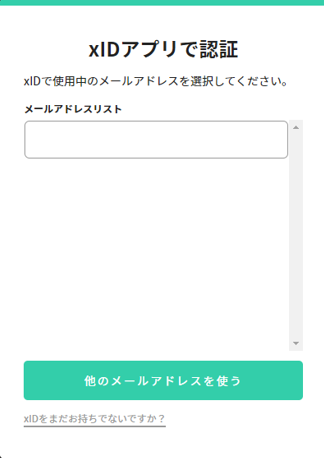 xIDアプリで認証
xIDで使用中のメールアドレスを選択してください。
メールアドレスリスト
他のメールアドレスを使う
xIDをまだお持ちでないですか？